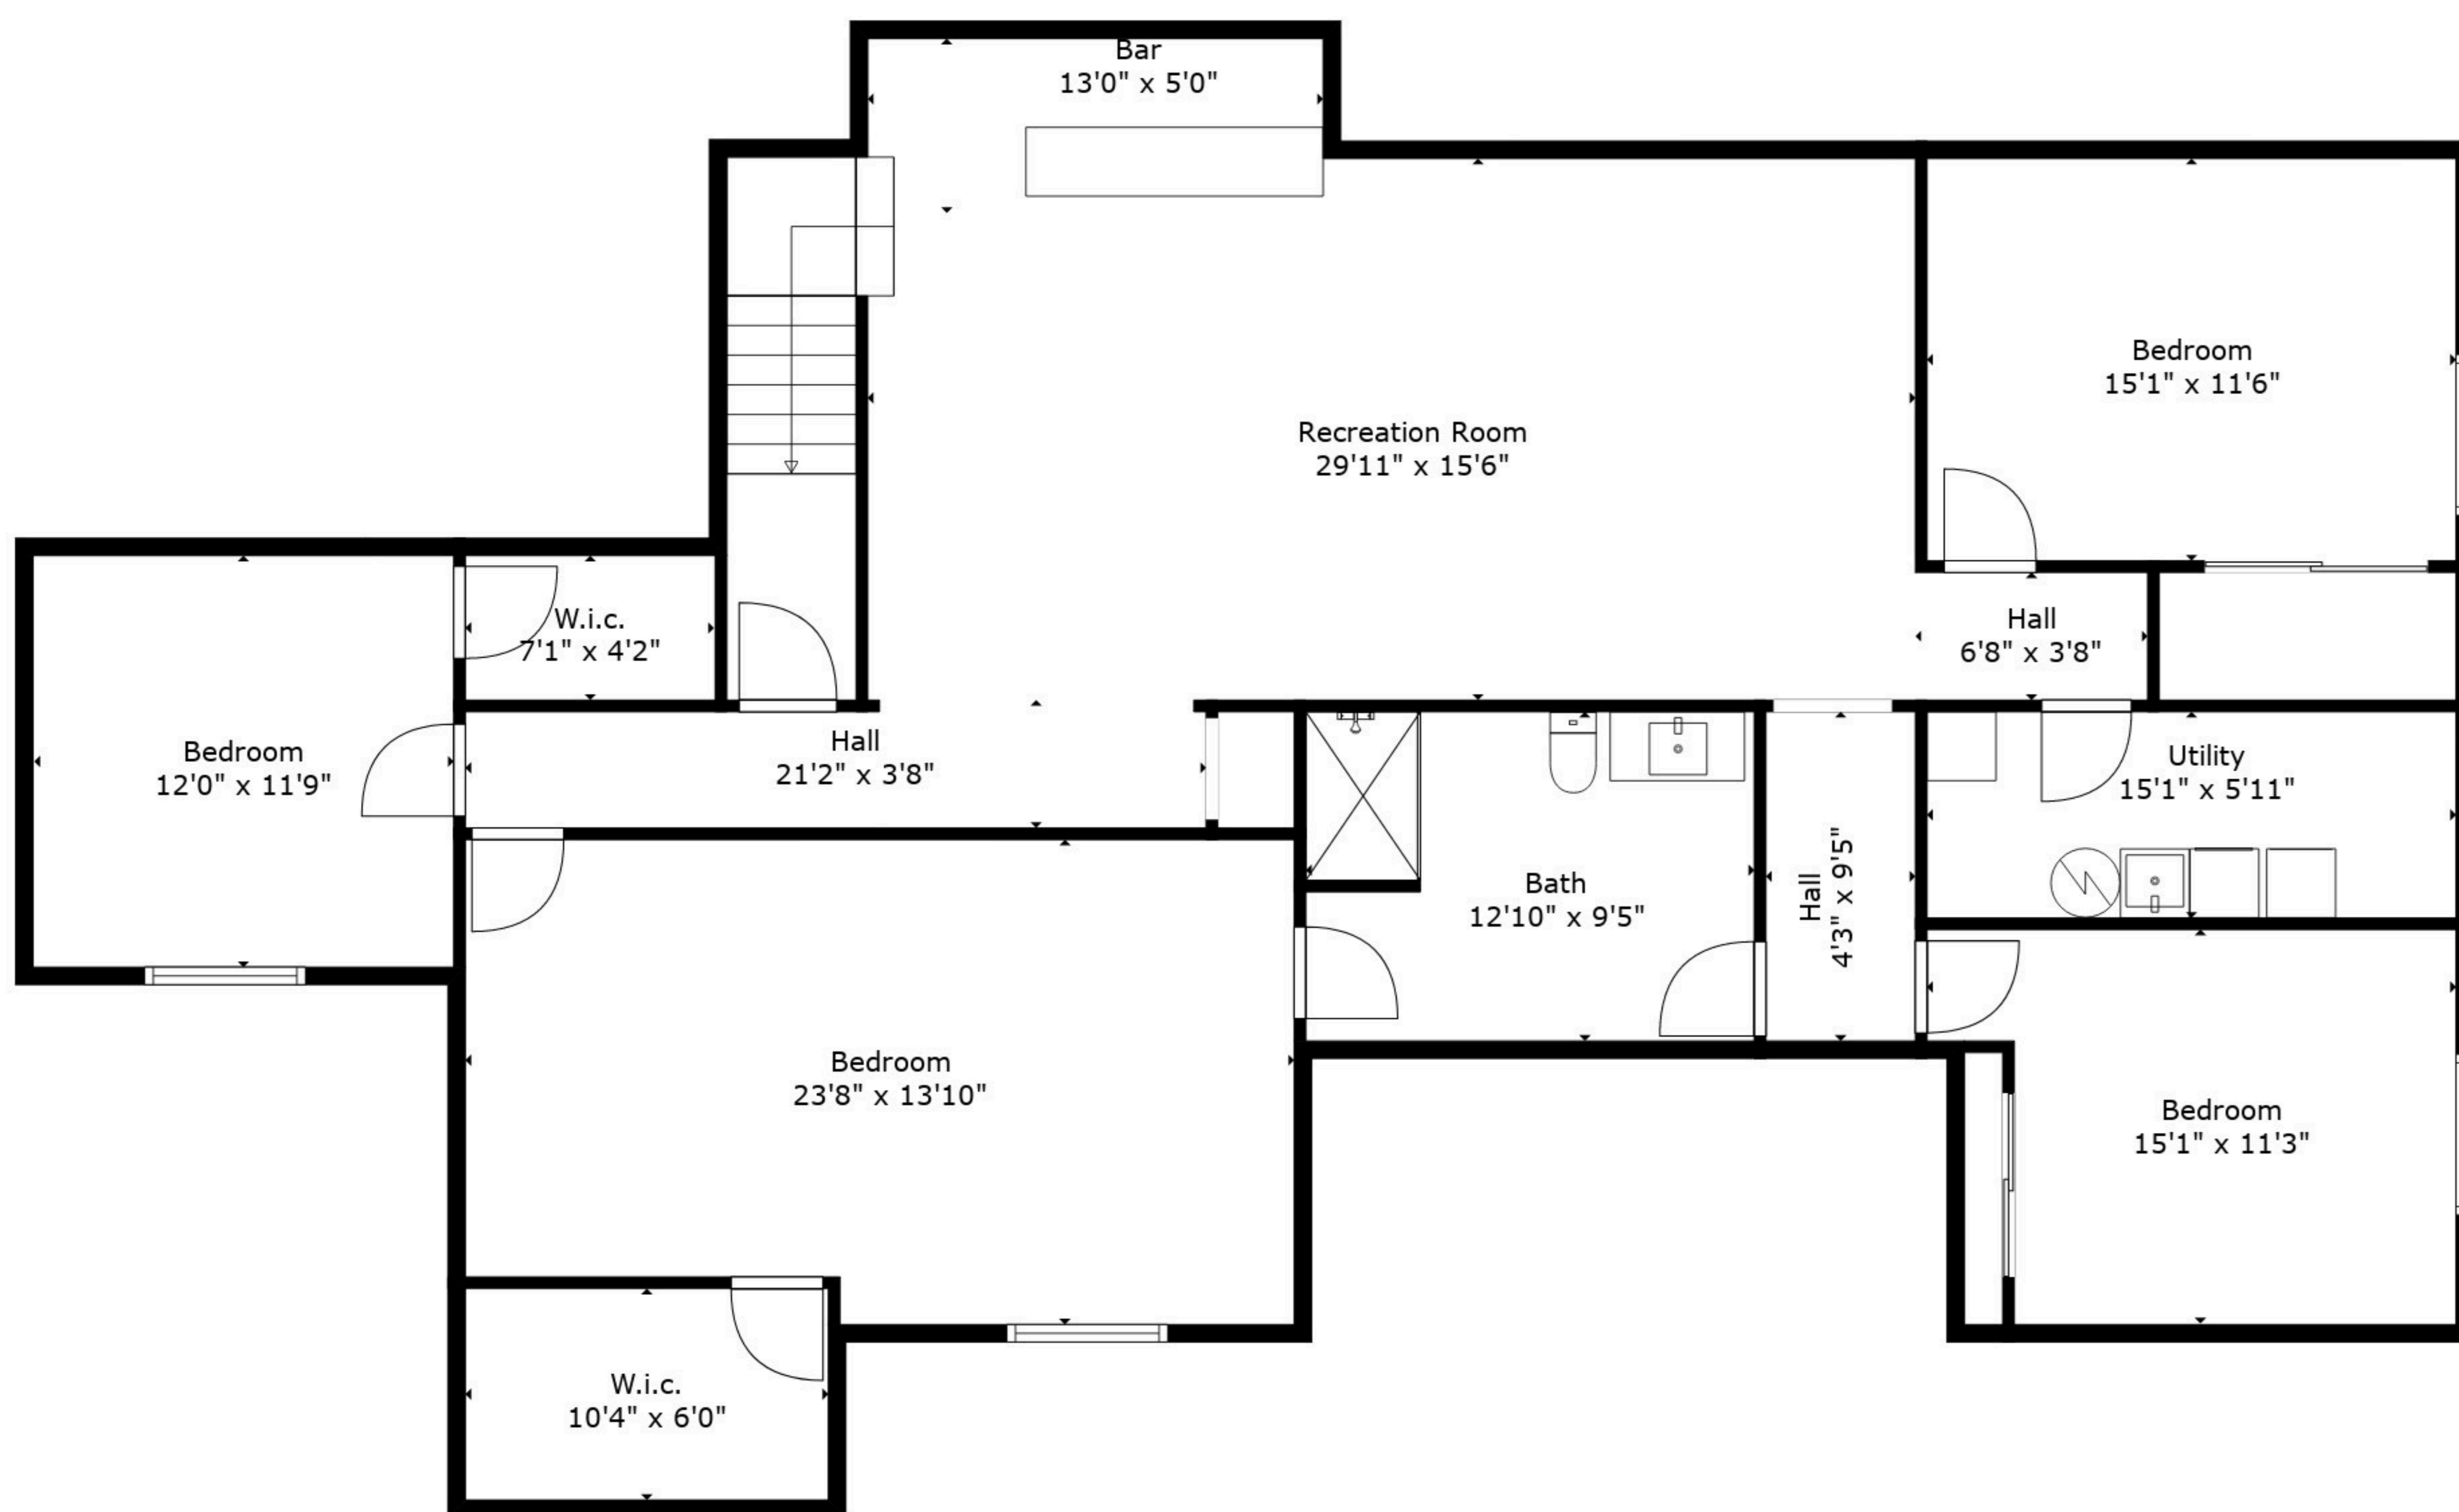 Bar
13'0" x 5'0"
Bedroom
15'1" x 11'6"
Recreation Room
29'11" x 15'6"
W.i.c.
7'1" x 4'2"
Hall
6'8" x 3'8"
Bedroom
12'0" x 11'9"
Hall
21'2" x 3'8"
Utility
15'1" x 5'11"
Bath
12'10" x 9'5"
Hall
4'3" x 9'5"
Bedroom
23'8" x 13'10"
Bedroom
15'1" x 11'3"
W.i.c.
10'4" x 6'0"